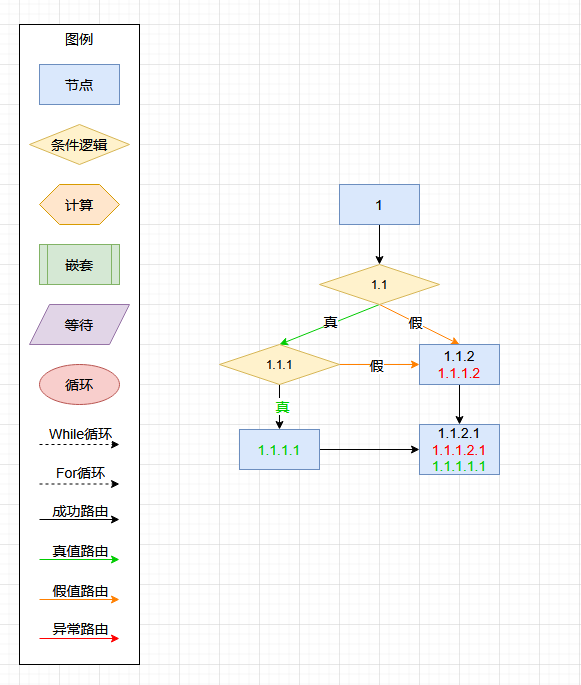 图例
节点
条件逻辑
计算
嵌套
等待
循环
While循环
For循环
成功路由
真值路由
假值路由
异常路由
1
1.1
真
假
1.1.1
假
1.1.2
1.1.1.2
真
1.1.1.1
1.1.2.1
1.1.1.2.1
1.1.1.1.1